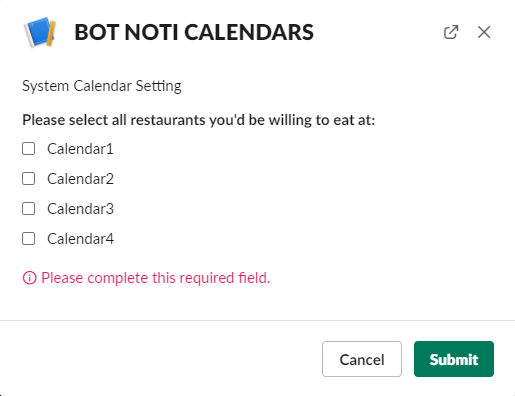 BOT NOTI CALENDARS
System Calendar Setting
Please select all restaurants you'd be willing to eat at:
Calendar1
Calendar2
Calendar3
Calendar4
Please complete this required field.
Cancel
Submit